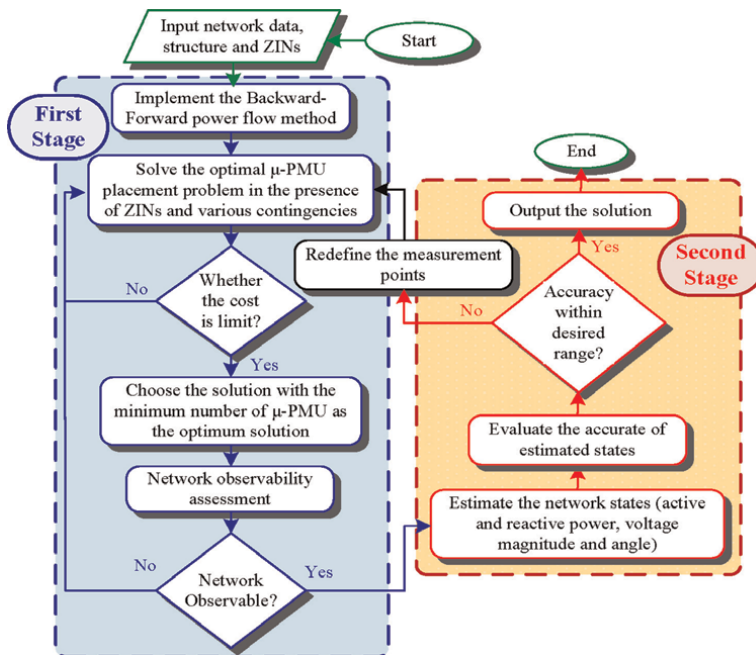 Input network data,
structure and ZINs
Start
First
Stage
Implement the Backward-
Forward power flow method
Solve the optimal μ-PMU
placement problem in the presence
of ZINs and various contingencies
No
Whether
the cost
is limit?
Yes
Choose the solution with the
minimum number of μ-PMU as
the optimum solution
Network observability
assessment
No
Network
Observable?
Yes
End
Output the solution
Yes
Second
Stage
Redefine the measurement
points
No
Accuracy
within
desired
range?
Evaluate the accurate of
estimated states
Estimate the network states (active
and reactive power, voltage
magnitude and angle)